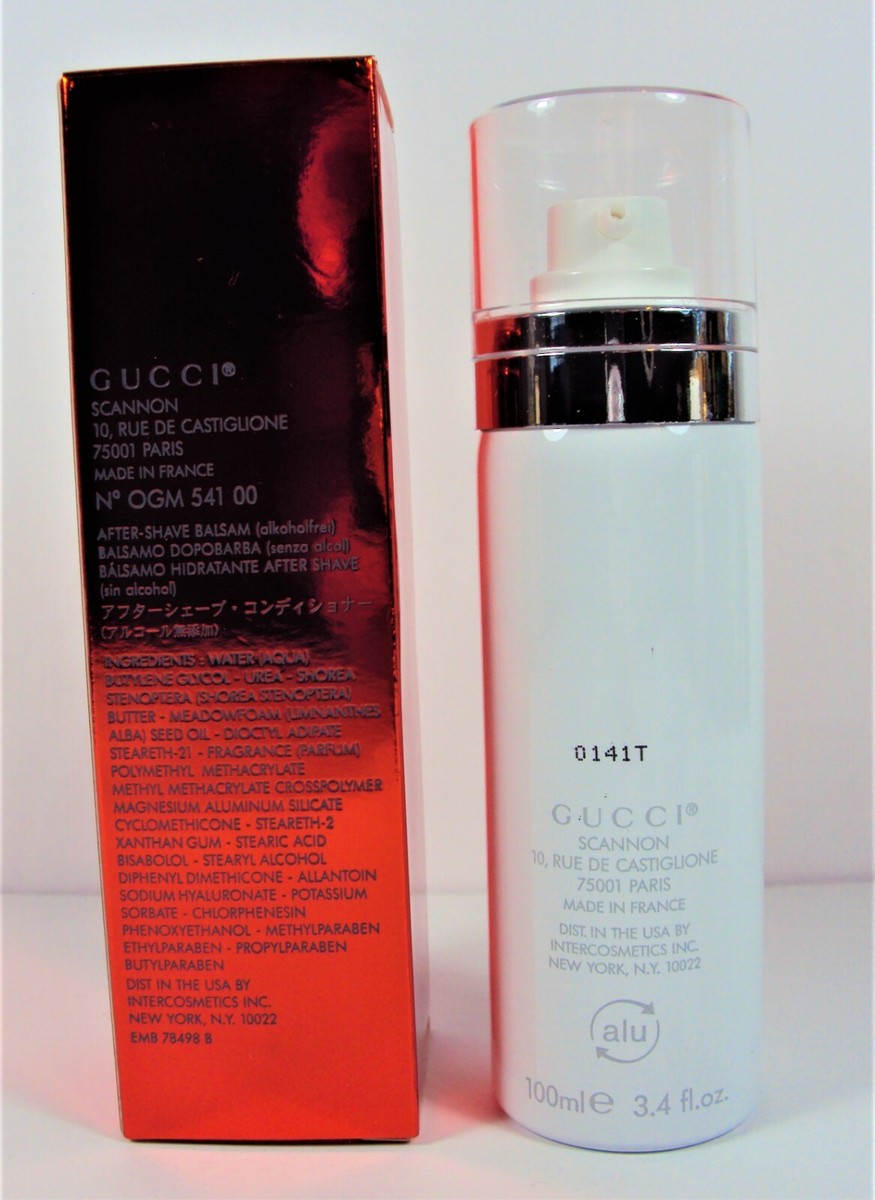 GUCCI®
SCANNON
10, RUE DE CASTIGLIONE
75001 PARIS
MADE IN FRANCE
N° OGM 541 00
AFTER-SHAVE BALSAM (alkoholfrei)
BALSAMO DOPOBARBA (senza alcol)
BÁLSAMO HIDRATANTE AFTER SHAVE
(sin alcohol)
アフターシェーブ・コンディショナー
(アルコール無添加)
INGREDIENTS : WATER (AQUA)
BUTYLENE GLYCOL - UREA - SHOREA
STENOPTERA (SHOREA STENOPTERA)
BUTTER - MEADOWFOAM (LIMNANTHES
ALBA) SEED OIL - DIOCTYL ADIPATE
STEARETH-21 - FRAGRANCE (PARFUM)
POLYMETHYL METHACRYLATE
METHYL METHACRYLATE CROSSPOLYMER
MAGNESIUM ALUMINUM SILICATE
CYCLOMETHICONE - STEARETH-2
XANTHAN GUM - STEARIC ACID
BISABOLOL - STEARYL ALCOHOL
DIPHENYL DIMETHICONE - ALLANTOIN
SODIUM HYALURONATE - POTASSIUM
SORBATE - CHLORPHENESIN
PHENOXYETHANOL - METHYLPARABEN
ETHYLPARABEN - PROPYLPARABEN
BUTYLPARABEN
DIST IN THE USA BY
INTERCOSMETICS INC.
NEW YORK, N.Y. 10022
EMB 78498 B
0141T
GUCCI®
SCANNON
10, RUE DE CASTIGLIONE
75001 PARIS
MADE IN FRANCE
DIST. IN THE USA BY
INTERCOSMETICS INC.
NEW YORK, N.Y. 10022
alu
100ml e 3.4 fl.oz.